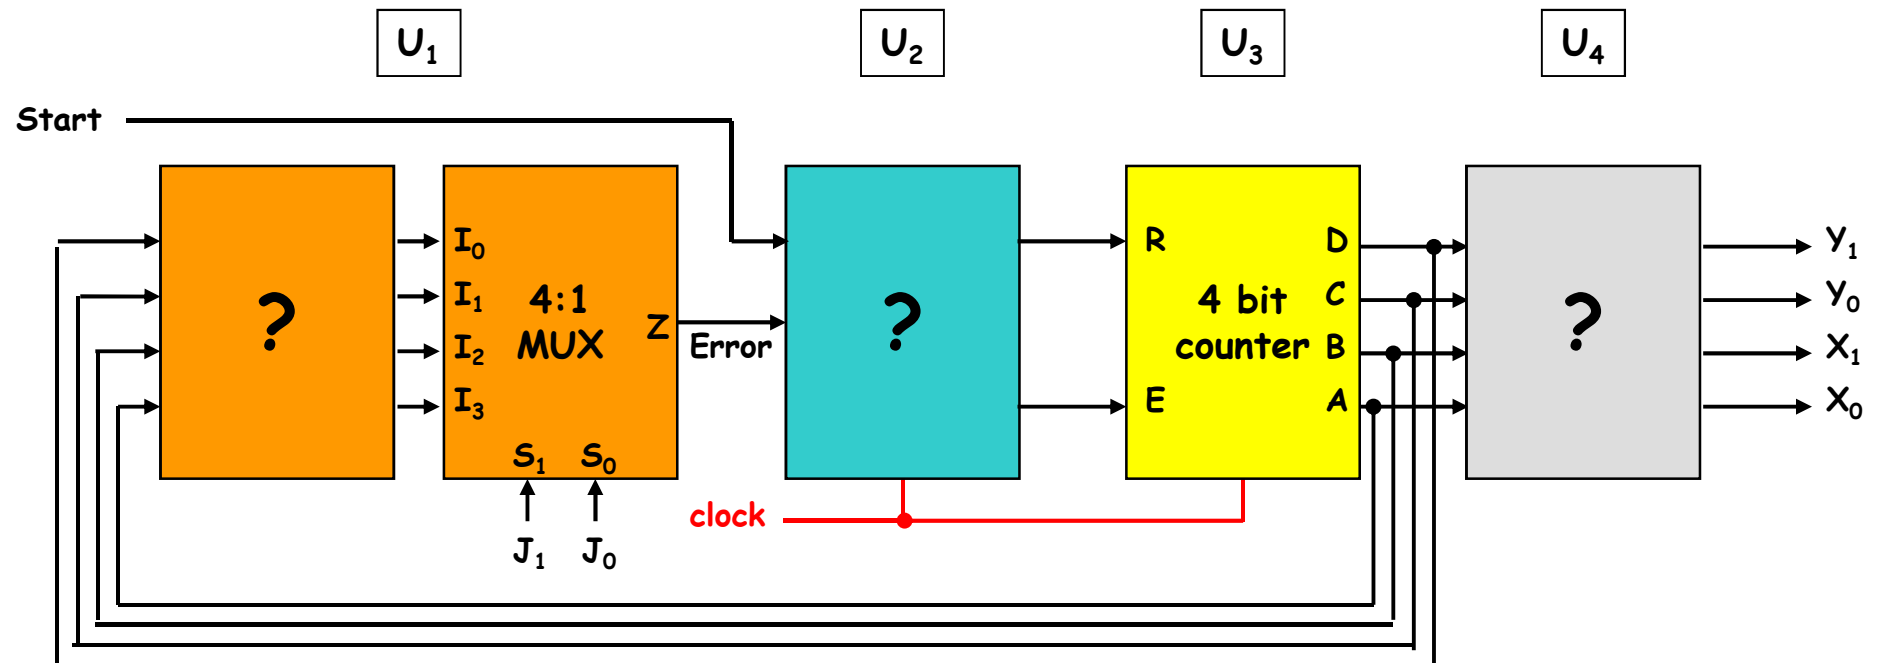 U₁ U₂ U₃ U₄
Start
I₀ R D Y₁
I₁ 4:1 4 bit C Y₀
? ? ?
I₂ MUX Z Error counter B X₁
I₃ E A X₀
S₁ S₀
clock
J₁ J₀